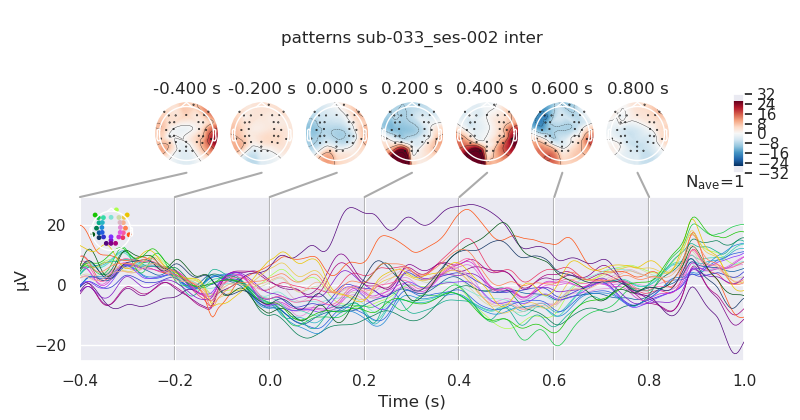 patterns sub-033_ses-002 inter
-0.400 s -0.200 s 0.000 s 0.200 s 0.400 s 0.600 s 0.800 s
32
24
16
8
0
−8
−16
−24
−32
Nave=1
20
0
−20
µV
−0.4 −0.2 0.0 0.2 0.4 0.6 0.8 1.0
Time (s)